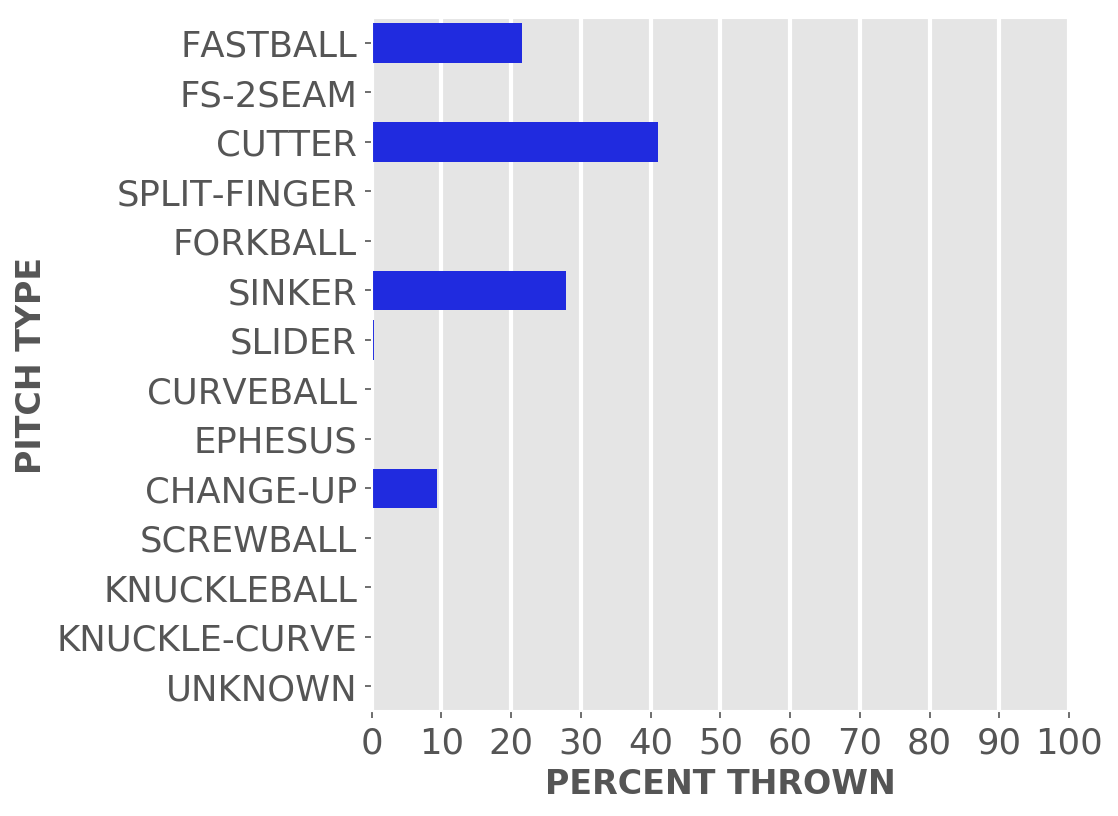 FASTBALL
FS-2SEAM
CUTTER
SPLIT-FINGER
FORKBALL
SINKER
SLIDER
CURVEBALL
EPHESUS
CHANGE-UP
SCREWBALL
KNUCKLEBALL
KNUCKLE-CURVE
UNKNOWN
PITCH TYPE
0 10 20 30 40 50 60 70 80 90 100
PERCENT THROWN